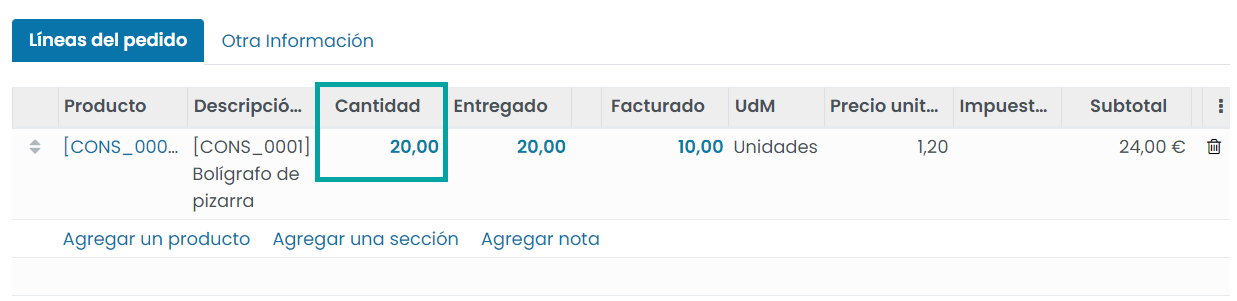 Líneas del pedido Otra Información
Producto Descripció... Cantidad Entregado Facturado UdM Precio unit... Impuest... Subtotal
[CONS_000... [CONS_0001] 20,00 20,00 10,00 Unidades 1,20 24,00 €
Bolígrafo de
pizarra
Agregar un producto Agregar una sección Agregar nota